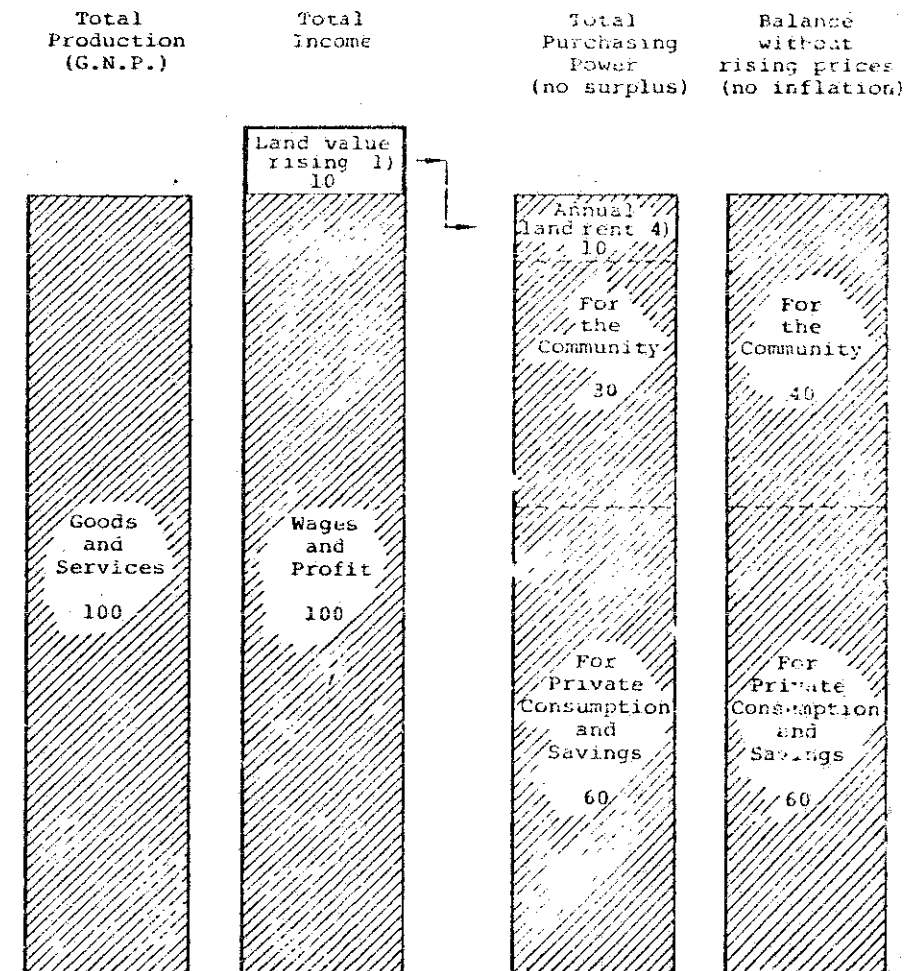 Total
Production
(G.N.P.)
Total
Income
Total
Purchasing
Power
(no surplus)
Balance
without
rising prices
(no inflation)
Land value
rising 1)
10
Goods
and
Services
100
Wages
and
Profit
100
Annual
land rent 4)
10
For
the
Community
30
For
Private
Consumption
and
Savings
60
For
the
Community
40
For
Private
Consumption
and
Savings
60